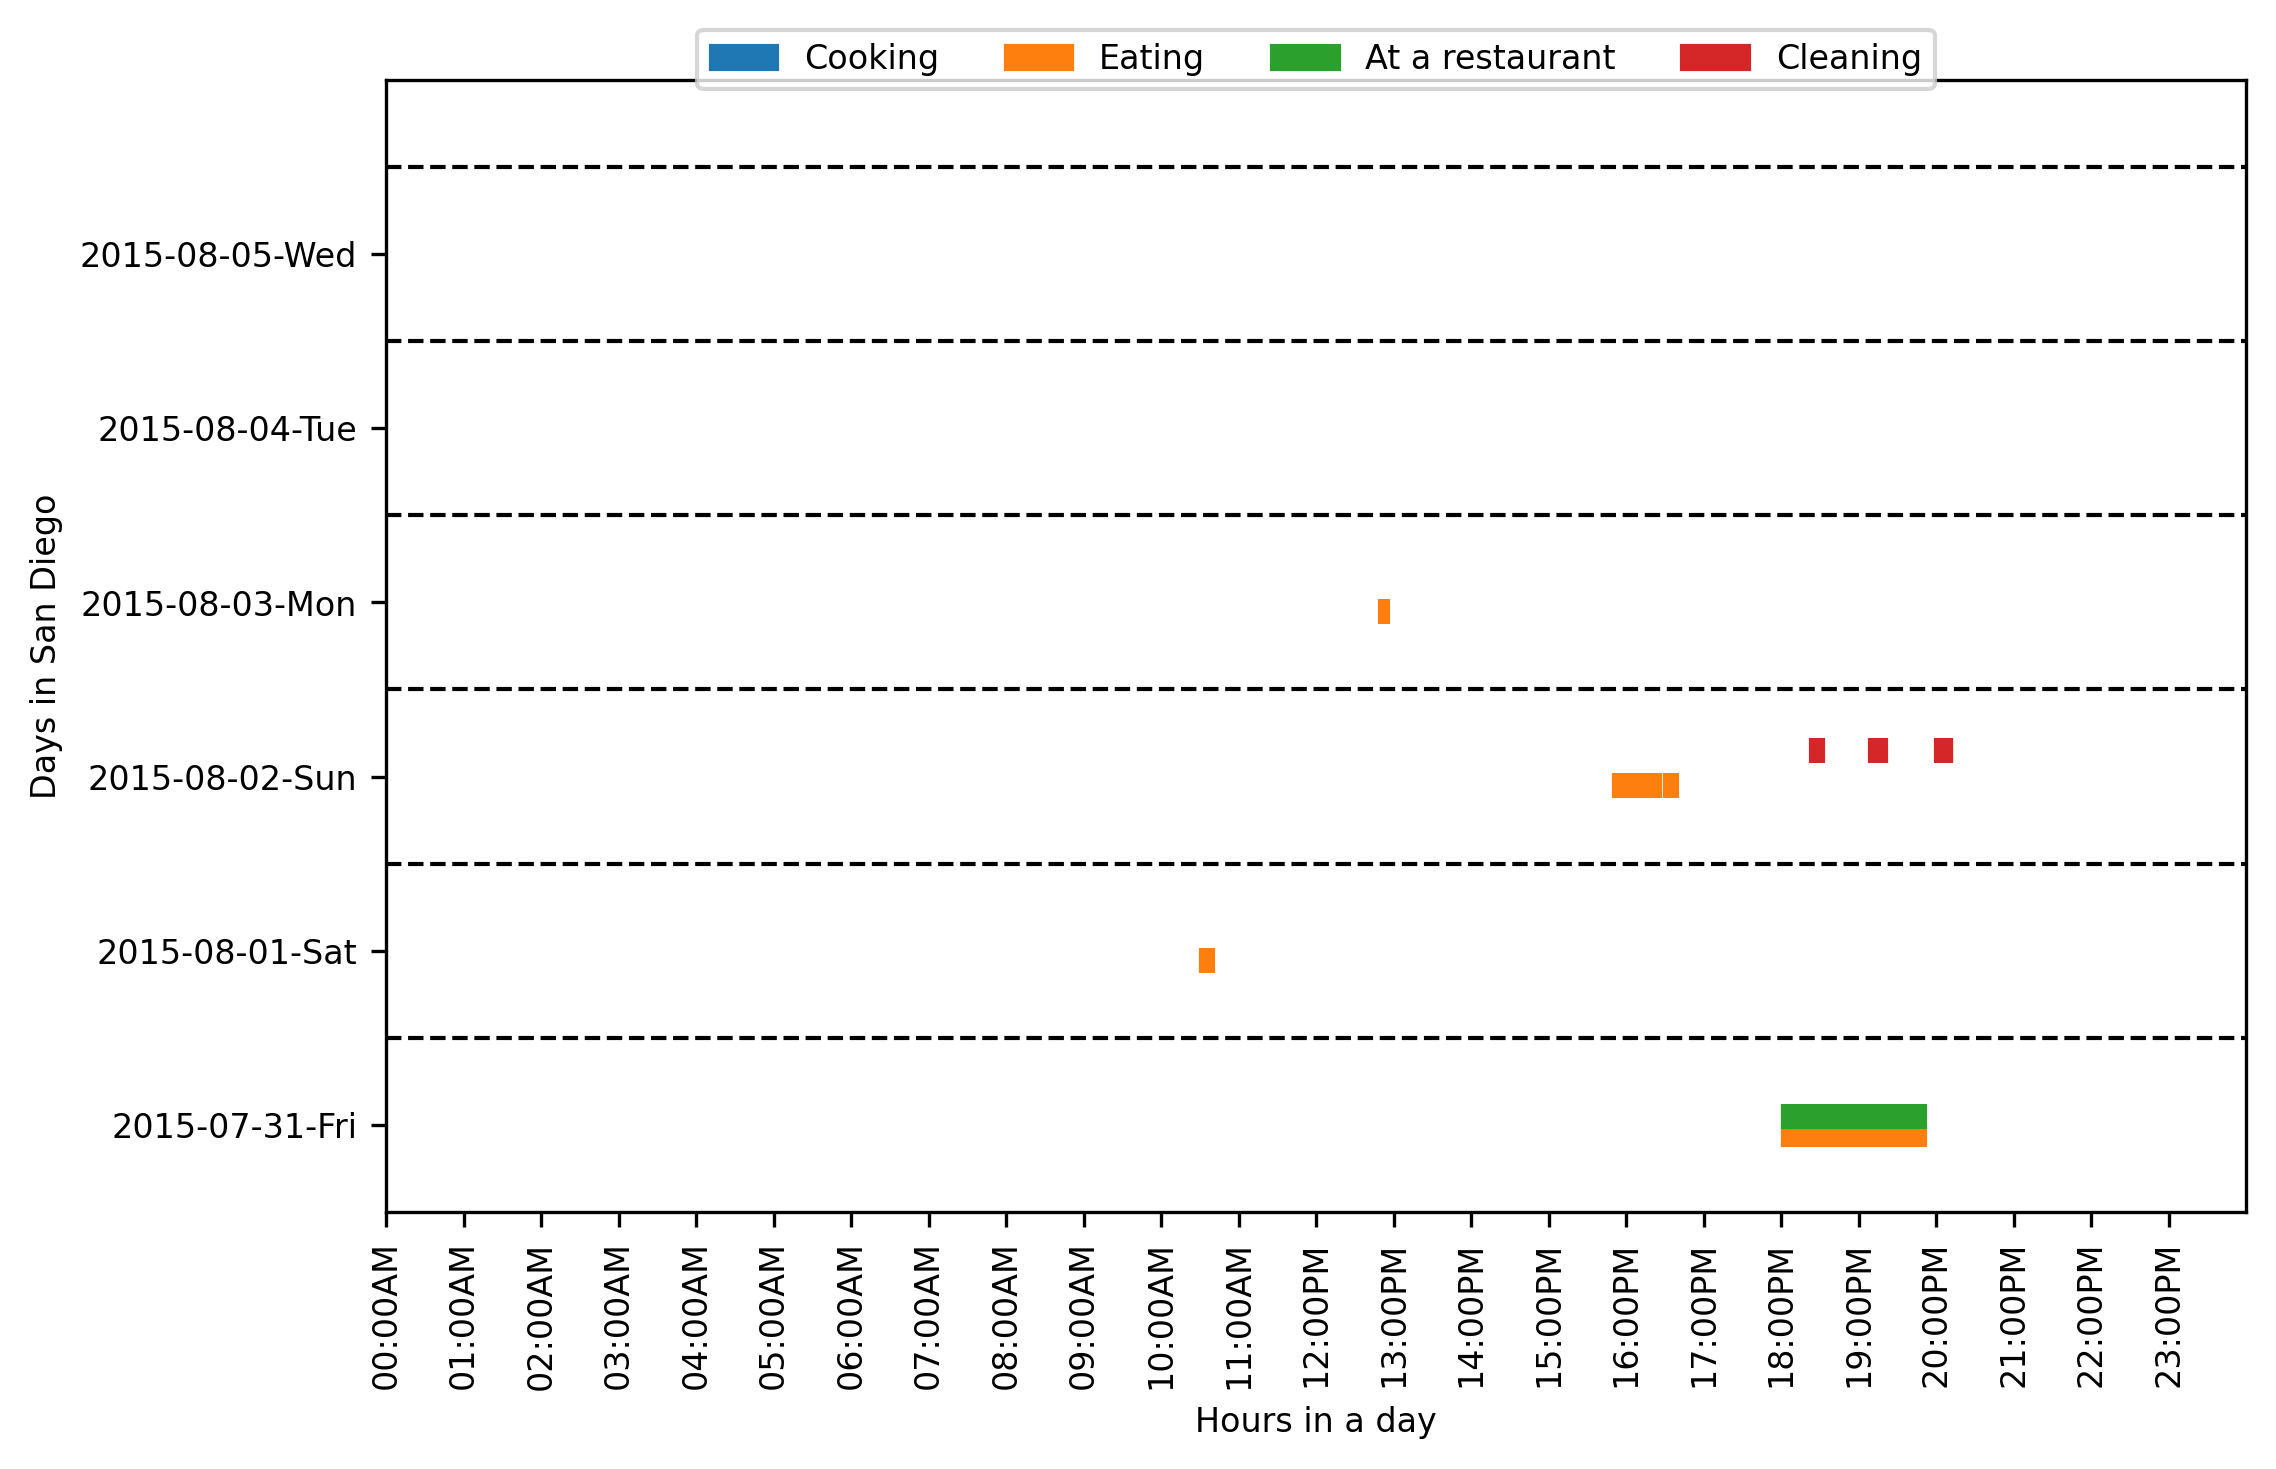 Cooking Eating At a restaurant Cleaning
Days in San Diego
2015-08-05-Wed
2015-08-04-Tue
2015-08-03-Mon
2015-08-02-Sun
2015-08-01-Sat
2015-07-31-Fri
00:00AM
01:00AM
02:00AM
03:00AM
04:00AM
05:00AM
06:00AM
07:00AM
08:00AM
09:00AM
10:00AM
11:00AM
12:00PM
13:00PM
14:00PM
15:00PM
16:00PM
17:00PM
18:00PM
19:00PM
20:00PM
21:00PM
22:00PM
23:00PM
Hours in a day